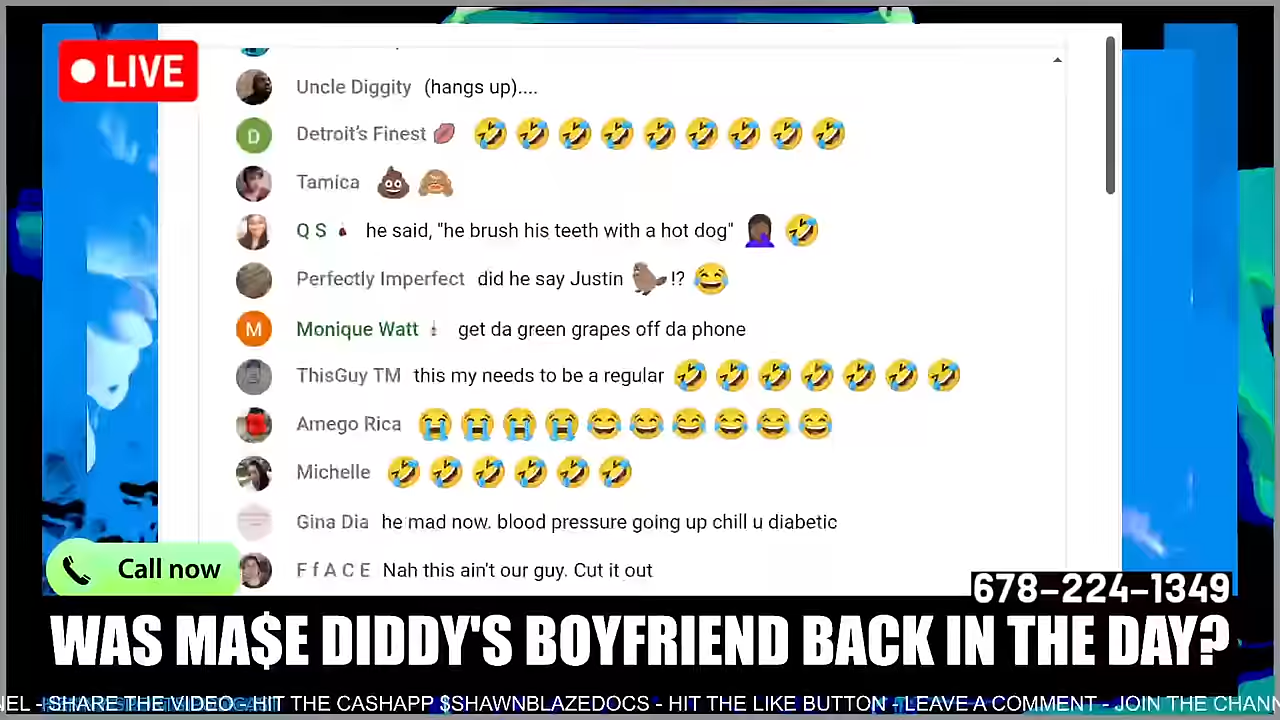 LIVE
Uncle Diggity (hangs up)....
D Detroit's Finest 💋 🤣🤣🤣🤣🤣🤣🤣🤣🤣
Tamica 💩🙈
Q S he said, "he brush his teeth with a hot dog" 🤦🏿‍♀️🤣
Perfectly Imperfect did he say Justin 🦫!? 😂
M Monique Watt get da green grapes off da phone
ThisGuy TM this my needs to be a regular 🤣🤣🤣🤣🤣🤣🤣
Amego Rica 😭😭😭😭😂😂😂😂😂😂
Michelle 🤣🤣🤣🤣🤣🤣
Gina Dia he mad now. blood pressure going up chill u diabetic
F f A C E Nah this ain't our guy. Cut it out
Call now
678-224-1349
WAS MA$E DIDDY'S BOYFRIEND BACK IN THE DAY?
NEL - SHARE THE VIDEO - HIT THE CASHAPP $SHAWNBLAZEDOCS - HIT THE LIKE BUTTON - LEAVE A COMMENT - JOIN THE CHAN